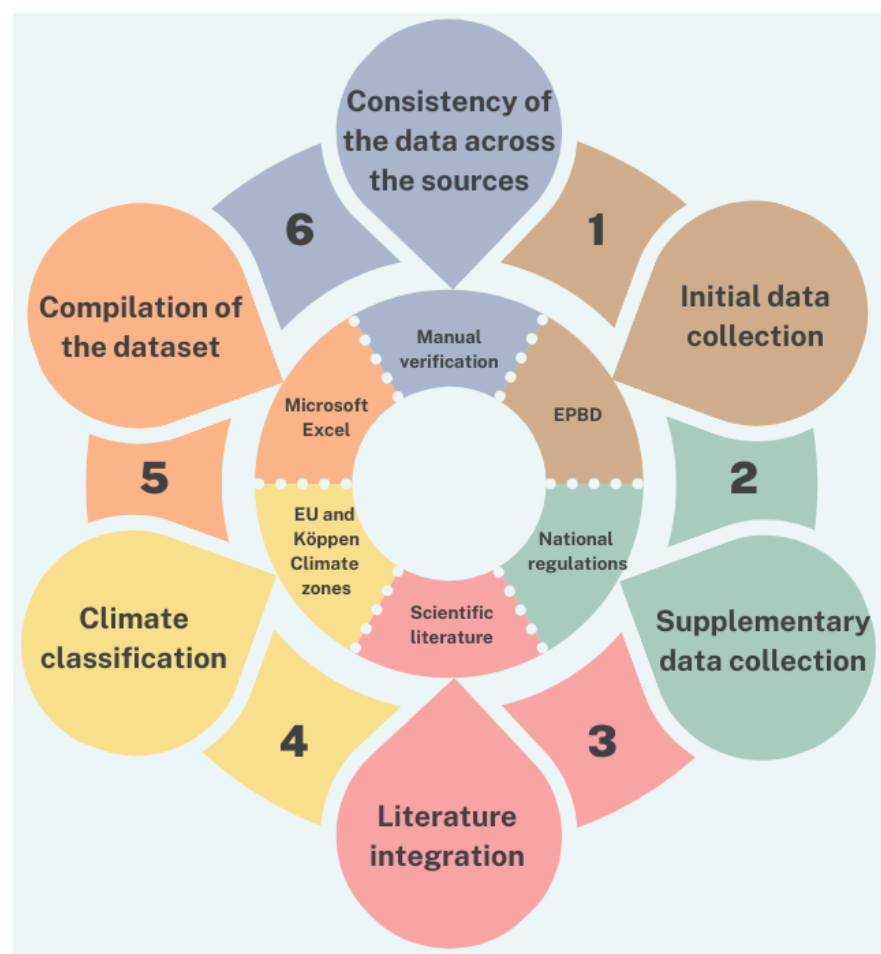 Consistency of
the data across
the sources
6
1
Compilation of
the dataset
Initial data
collection
Manual
verification
Microsoft
Excel
EPBD
5
2
EU and
Köppen
Climate
zones
National
regulations
Scientific
literature
Climate
classification
Supplementary
data collection
4
3
Literature
integration